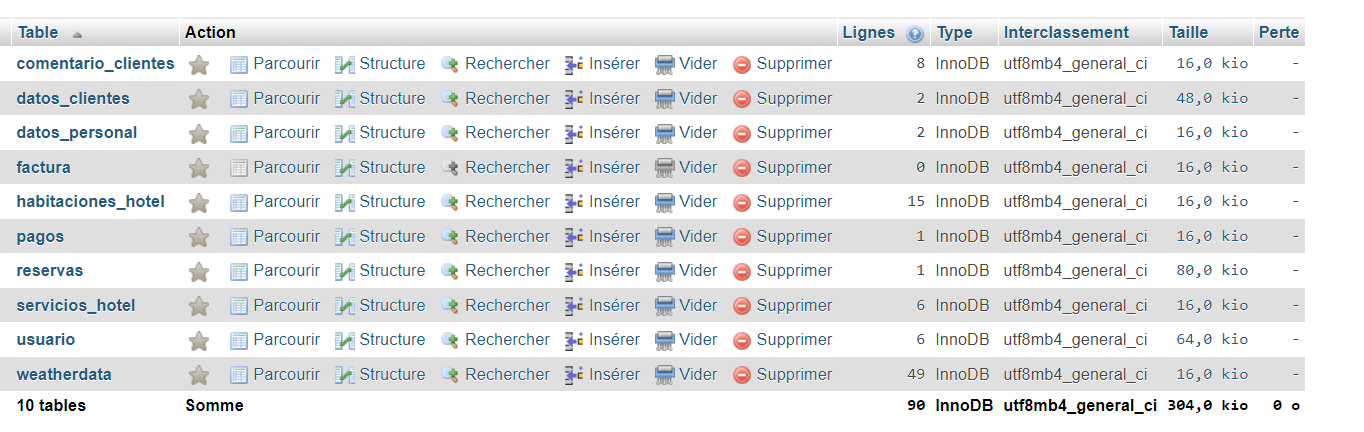 Table Action Lignes Type Interclassement Taille Perte
comentario_clientes Parcourir Structure Rechercher Insérer Vider Supprimer 8 InnoDB utf8mb4_general_ci 16,0 kio -
datos_clientes Parcourir Structure Rechercher Insérer Vider Supprimer 2 InnoDB utf8mb4_general_ci 48,0 kio -
datos_personal Parcourir Structure Rechercher Insérer Vider Supprimer 2 InnoDB utf8mb4_general_ci 16,0 kio -
factura Parcourir Structure Rechercher Insérer Vider Supprimer 0 InnoDB utf8mb4_general_ci 16,0 kio -
habitaciones_hotel Parcourir Structure Rechercher Insérer Vider Supprimer 15 InnoDB utf8mb4_general_ci 16,0 kio -
pagos Parcourir Structure Rechercher Insérer Vider Supprimer 1 InnoDB utf8mb4_general_ci 16,0 kio -
reservas Parcourir Structure Rechercher Insérer Vider Supprimer 1 InnoDB utf8mb4_general_ci 80,0 kio -
servicios_hotel Parcourir Structure Rechercher Insérer Vider Supprimer 6 InnoDB utf8mb4_general_ci 16,0 kio -
usuario Parcourir Structure Rechercher Insérer Vider Supprimer 6 InnoDB utf8mb4_general_ci 64,0 kio -
weatherdata Parcourir Structure Rechercher Insérer Vider Supprimer 49 InnoDB utf8mb4_general_ci 16,0 kio -
10 tables Somme 90 InnoDB utf8mb4_general_ci 304,0 kio 0 o